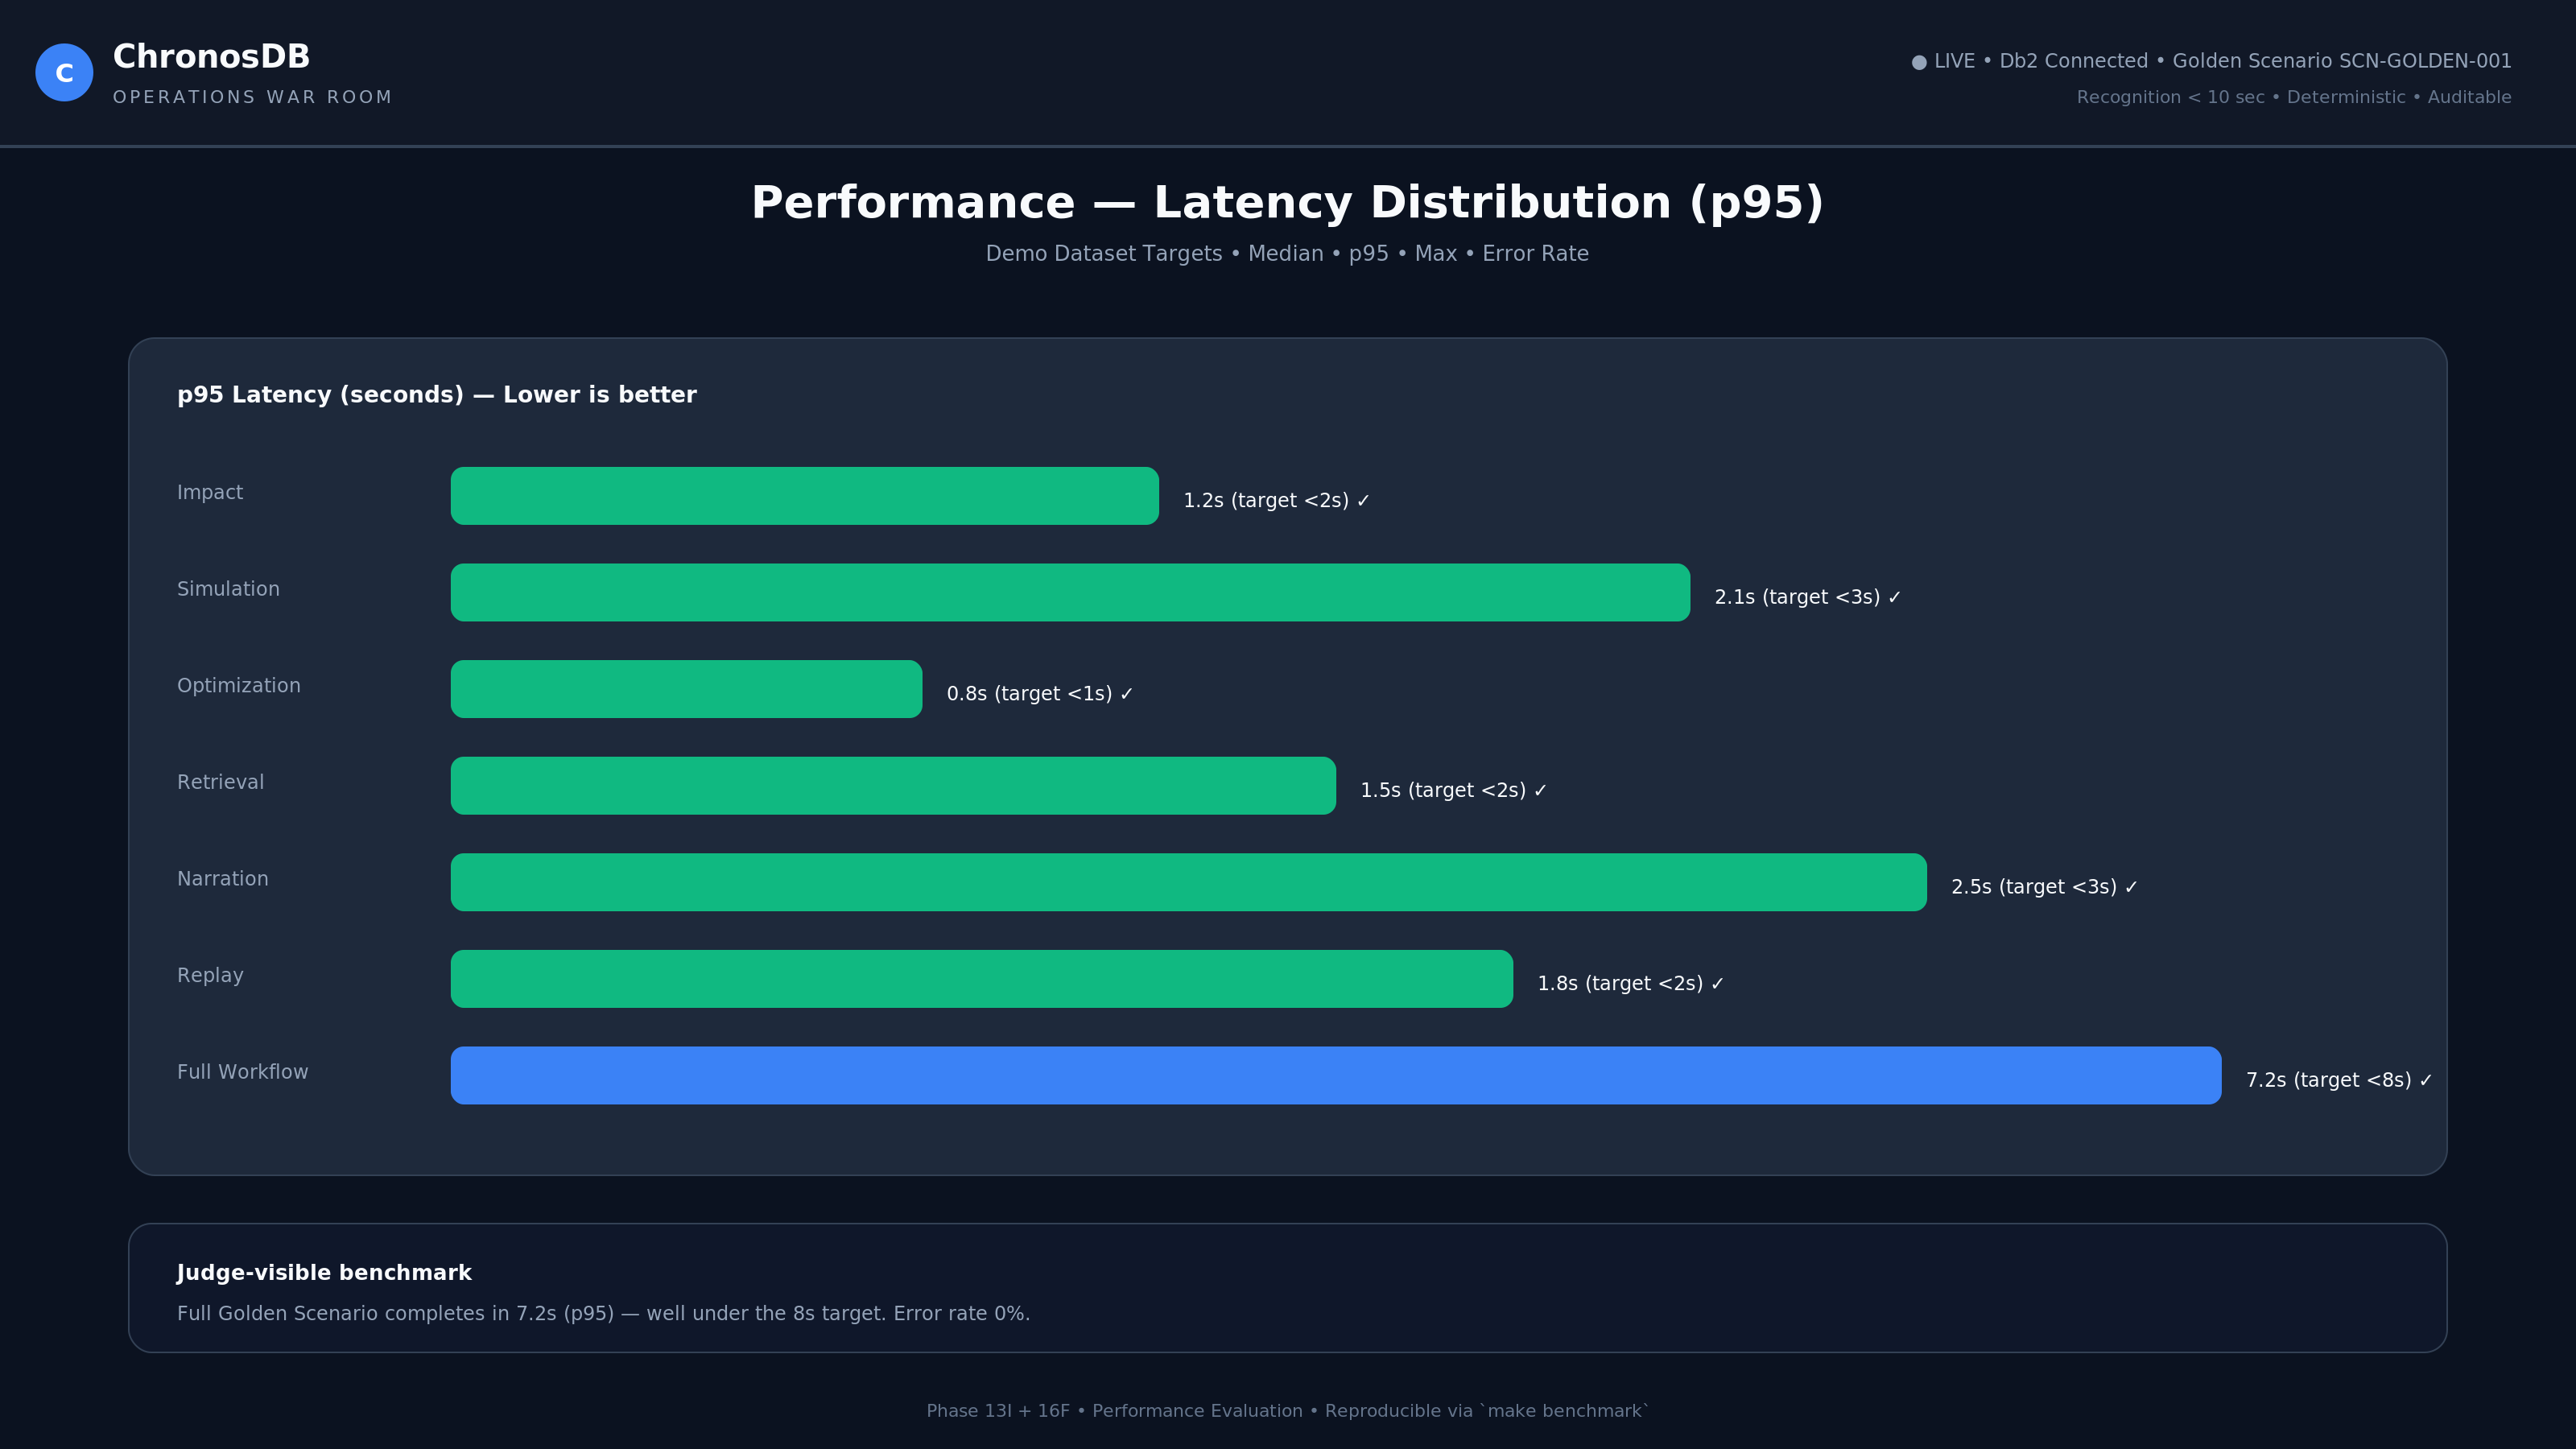 C
ChronosDB
OPERATIONS WAR ROOM
● LIVE • Db2 Connected • Golden Scenario SCN-GOLDEN-001
Recognition < 10 sec • Deterministic • Auditable
Performance — Latency Distribution (p95)
Demo Dataset Targets • Median • p95 • Max • Error Rate
p95 Latency (seconds) — Lower is better
Impact 1.2s (target <2s) ✓
Simulation 2.1s (target <3s) ✓
Optimization 0.8s (target <1s) ✓
Retrieval 1.5s (target <2s) ✓
Narration 2.5s (target <3s) ✓
Replay 1.8s (target <2s) ✓
Full Workflow 7.2s (target <8s) ✓
Judge-visible benchmark
Full Golden Scenario completes in 7.2s (p95) — well under the 8s target. Error rate 0%.
Phase 13I + 16F • Performance Evaluation • Reproducible via `make benchmark`